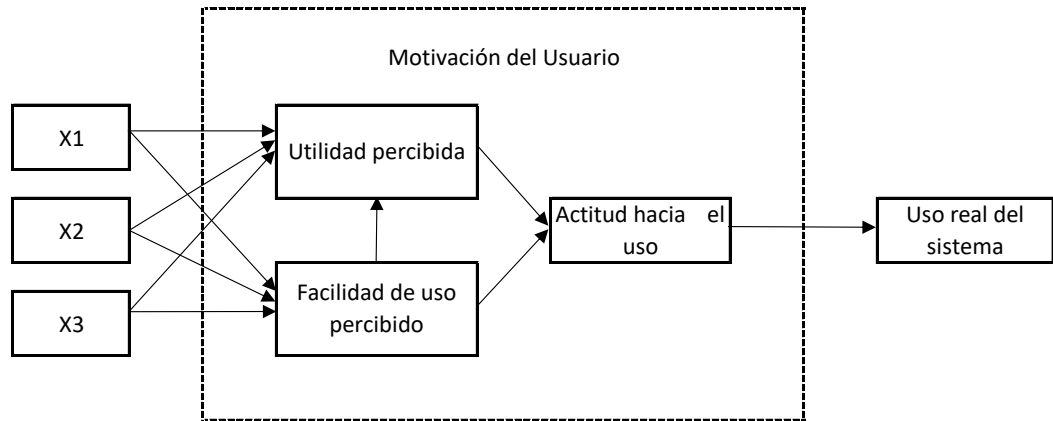 Motivación del Usuario
X1
X2
X3
Utilidad percibida
Facilidad de uso
percibido
Actitud hacia el
uso
Uso real del
sistema